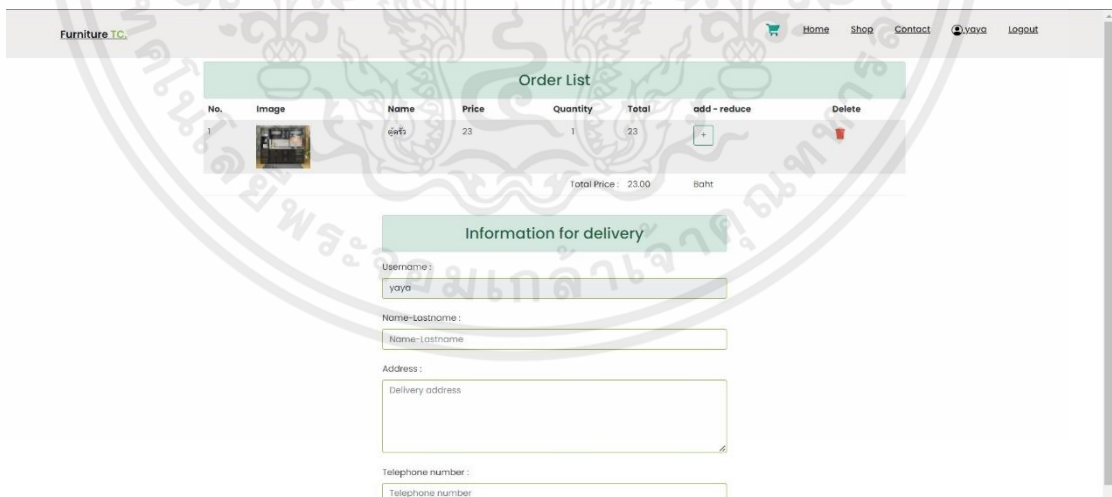 Furniture TC. Home Shop Contact yaya Logout
Order List
No. Image Name Price Quantity Total add - reduce Delete
1 ตู้ครัว 23 1 23 +
Total Price : 23.00 Baht
Information for delivery
Username :
yaya
Name-Lastname :
Name-Lastname
Address :
Delivery address
Telephone number :
Telephone number